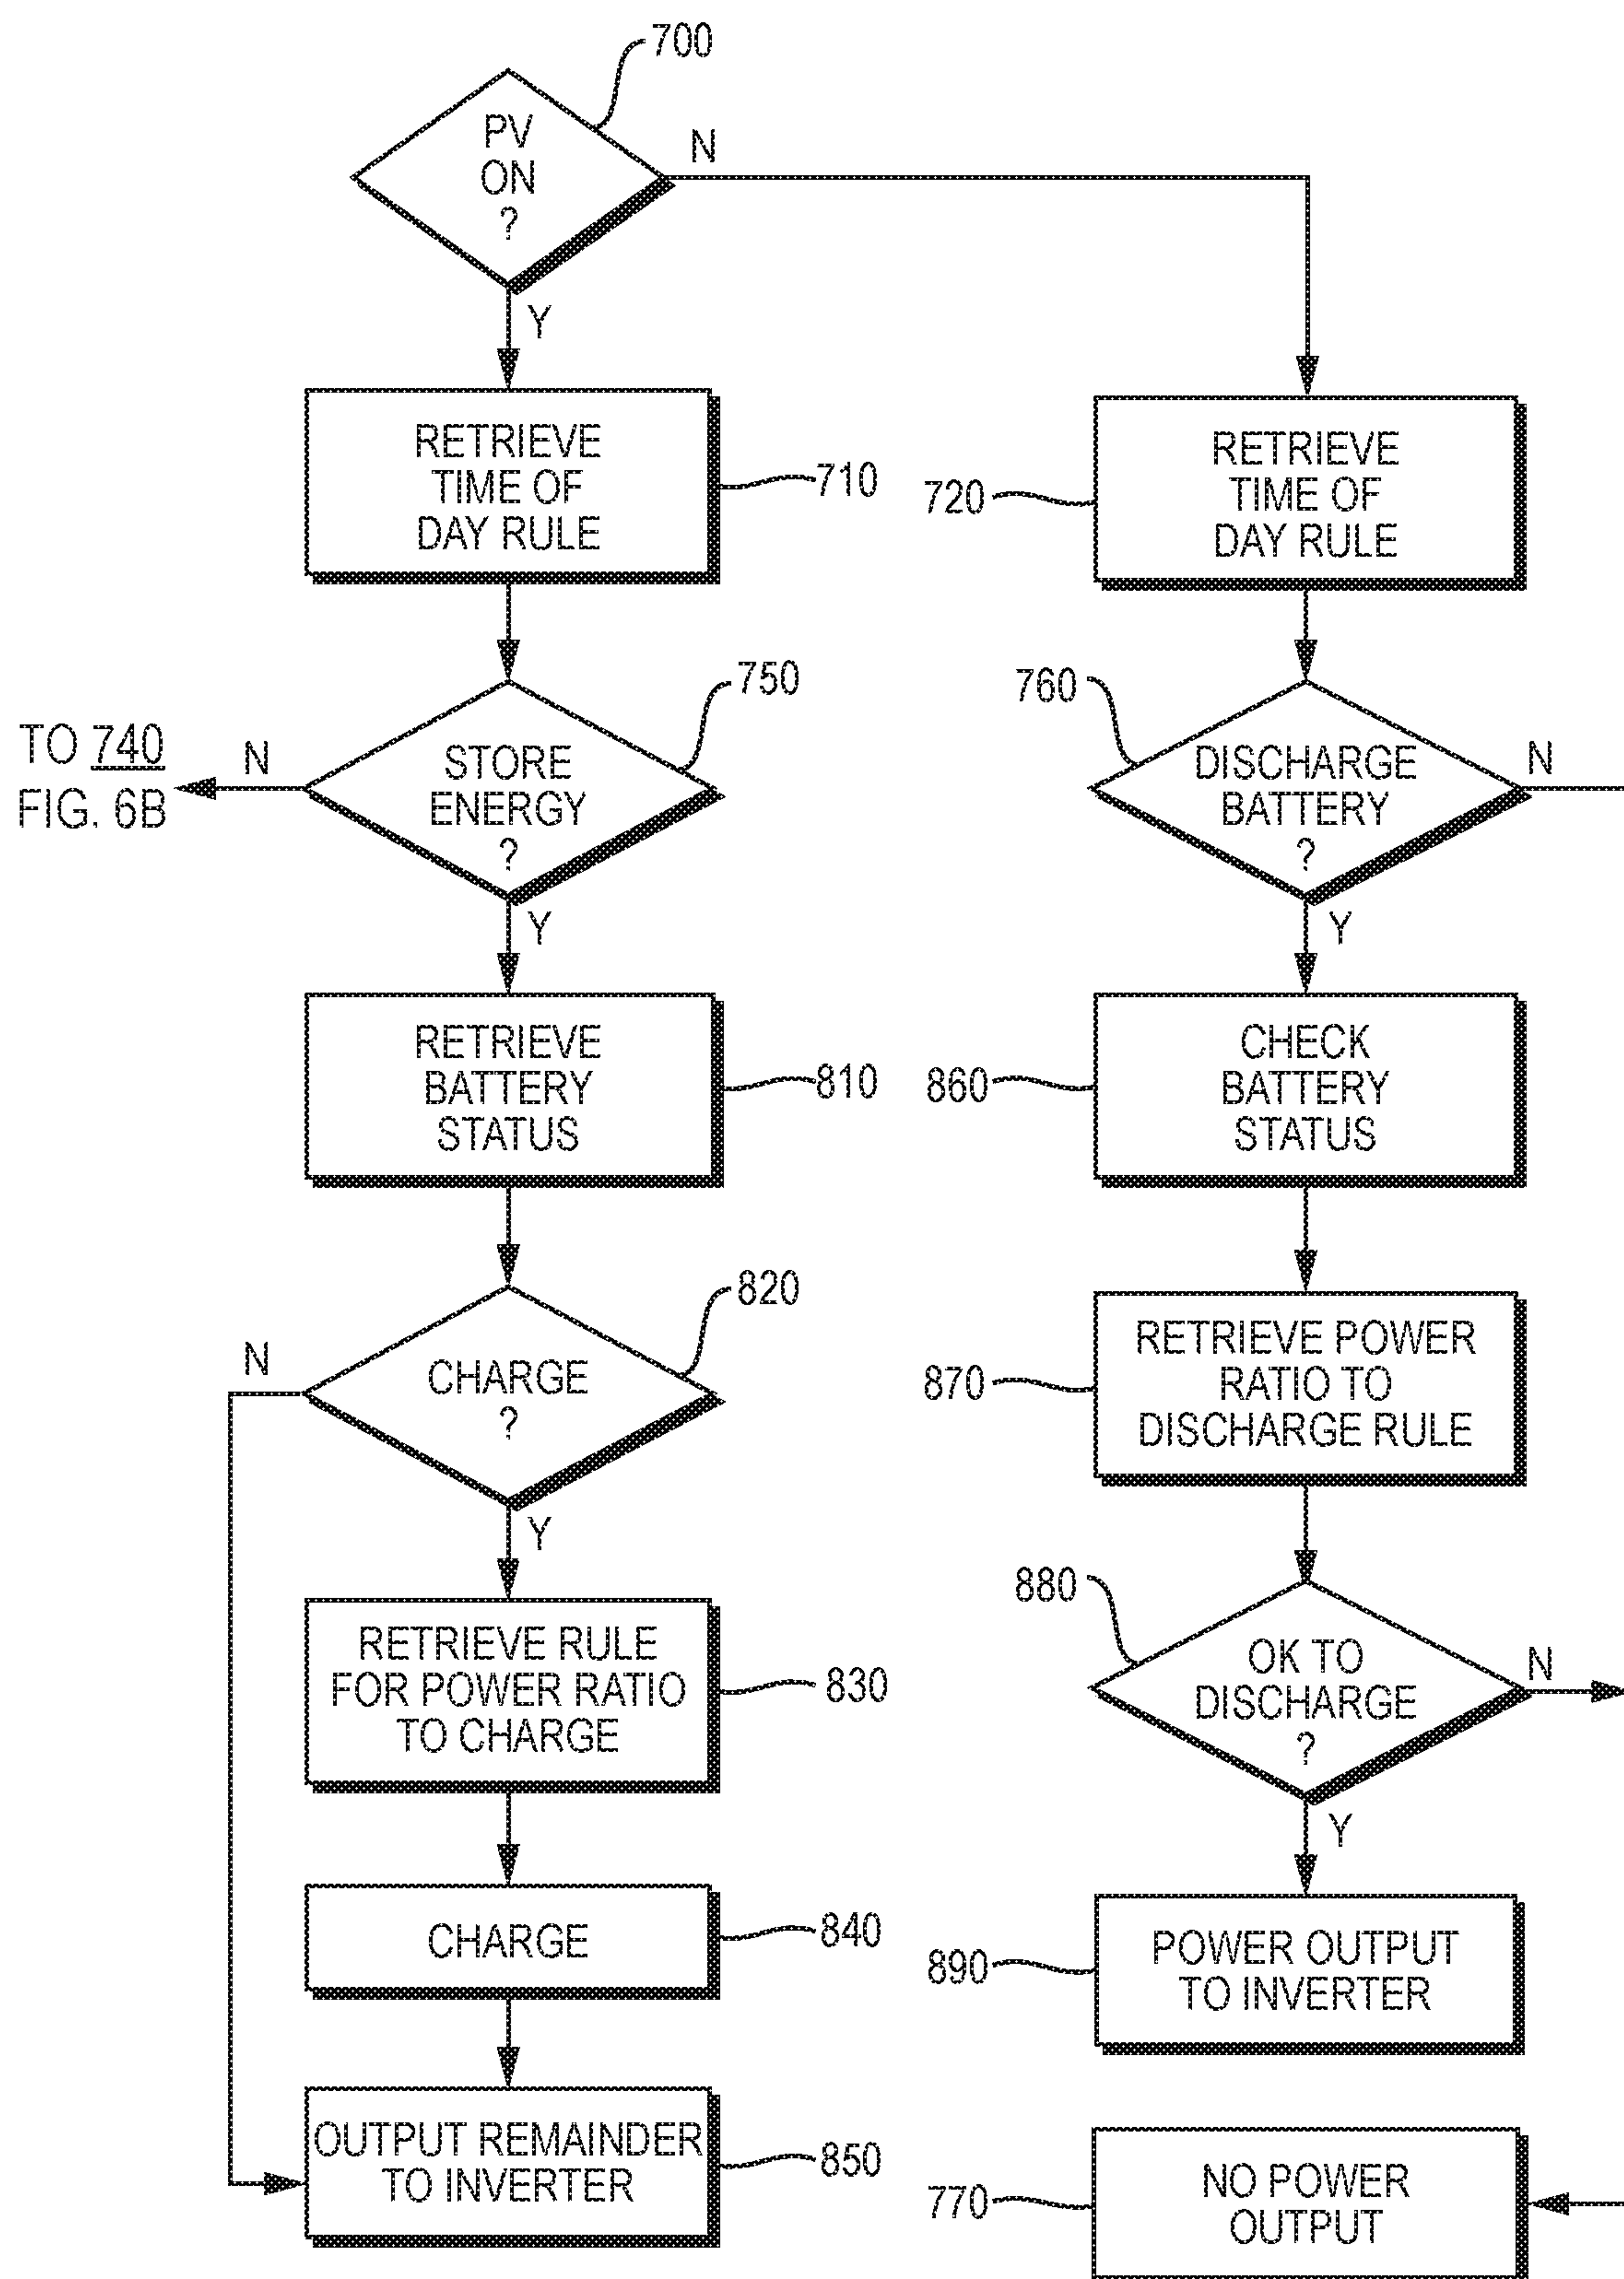 700
PV
ON
?
N
Y
RETRIEVE
TIME OF
DAY RULE
710
720
RETRIEVE
TIME OF
DAY RULE
TO 740
FIG. 6B
N
STORE
ENERGY
?
750
Y
760
DISCHARGE
BATTERY
?
N
Y
RETRIEVE
BATTERY
STATUS
810
860
CHECK
BATTERY
STATUS
N
CHARGE
?
820
Y
870
RETRIEVE POWER
RATIO TO
DISCHARGE RULE
RETRIEVE RULE
FOR POWER RATIO
TO CHARGE
830
880
OK TO
DISCHARGE
?
N
Y
CHARGE
840
890
POWER OUTPUT
TO INVERTER
OUTPUT REMAINDER
TO INVERTER
850
770
NO POWER
OUTPUT